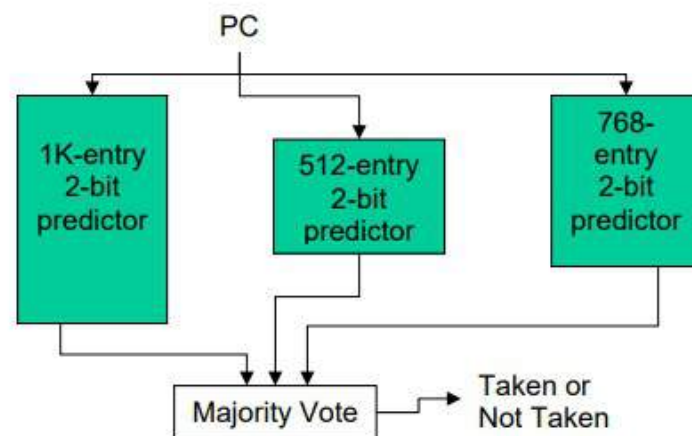 PC
1K-entry
2-bit
predictor
512-entry
2-bit
predictor
768-
entry
2-bit
predictor
Majority Vote
Taken or
Not Taken